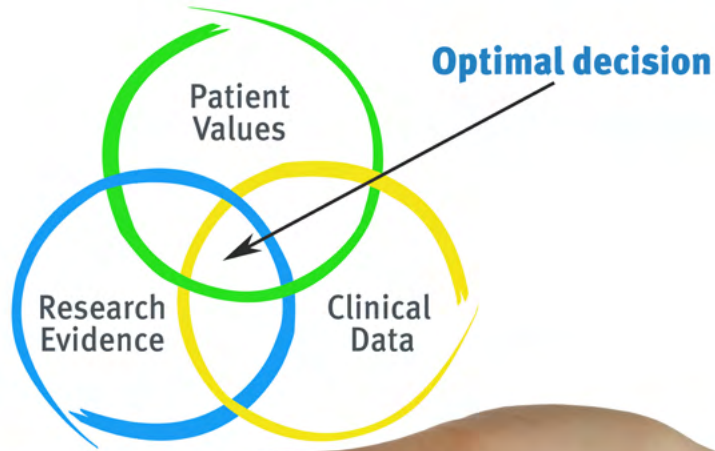 Optimal decision
Patient
Values
Research
Evidence
Clinical
Data